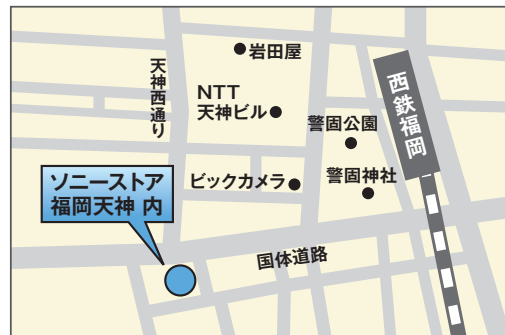 岩田屋
天神西通り
NTT
天神ビル
西鉄福岡
警固公園
ビックカメラ
警固神社
ソニーストア
福岡天神 内
国体道路